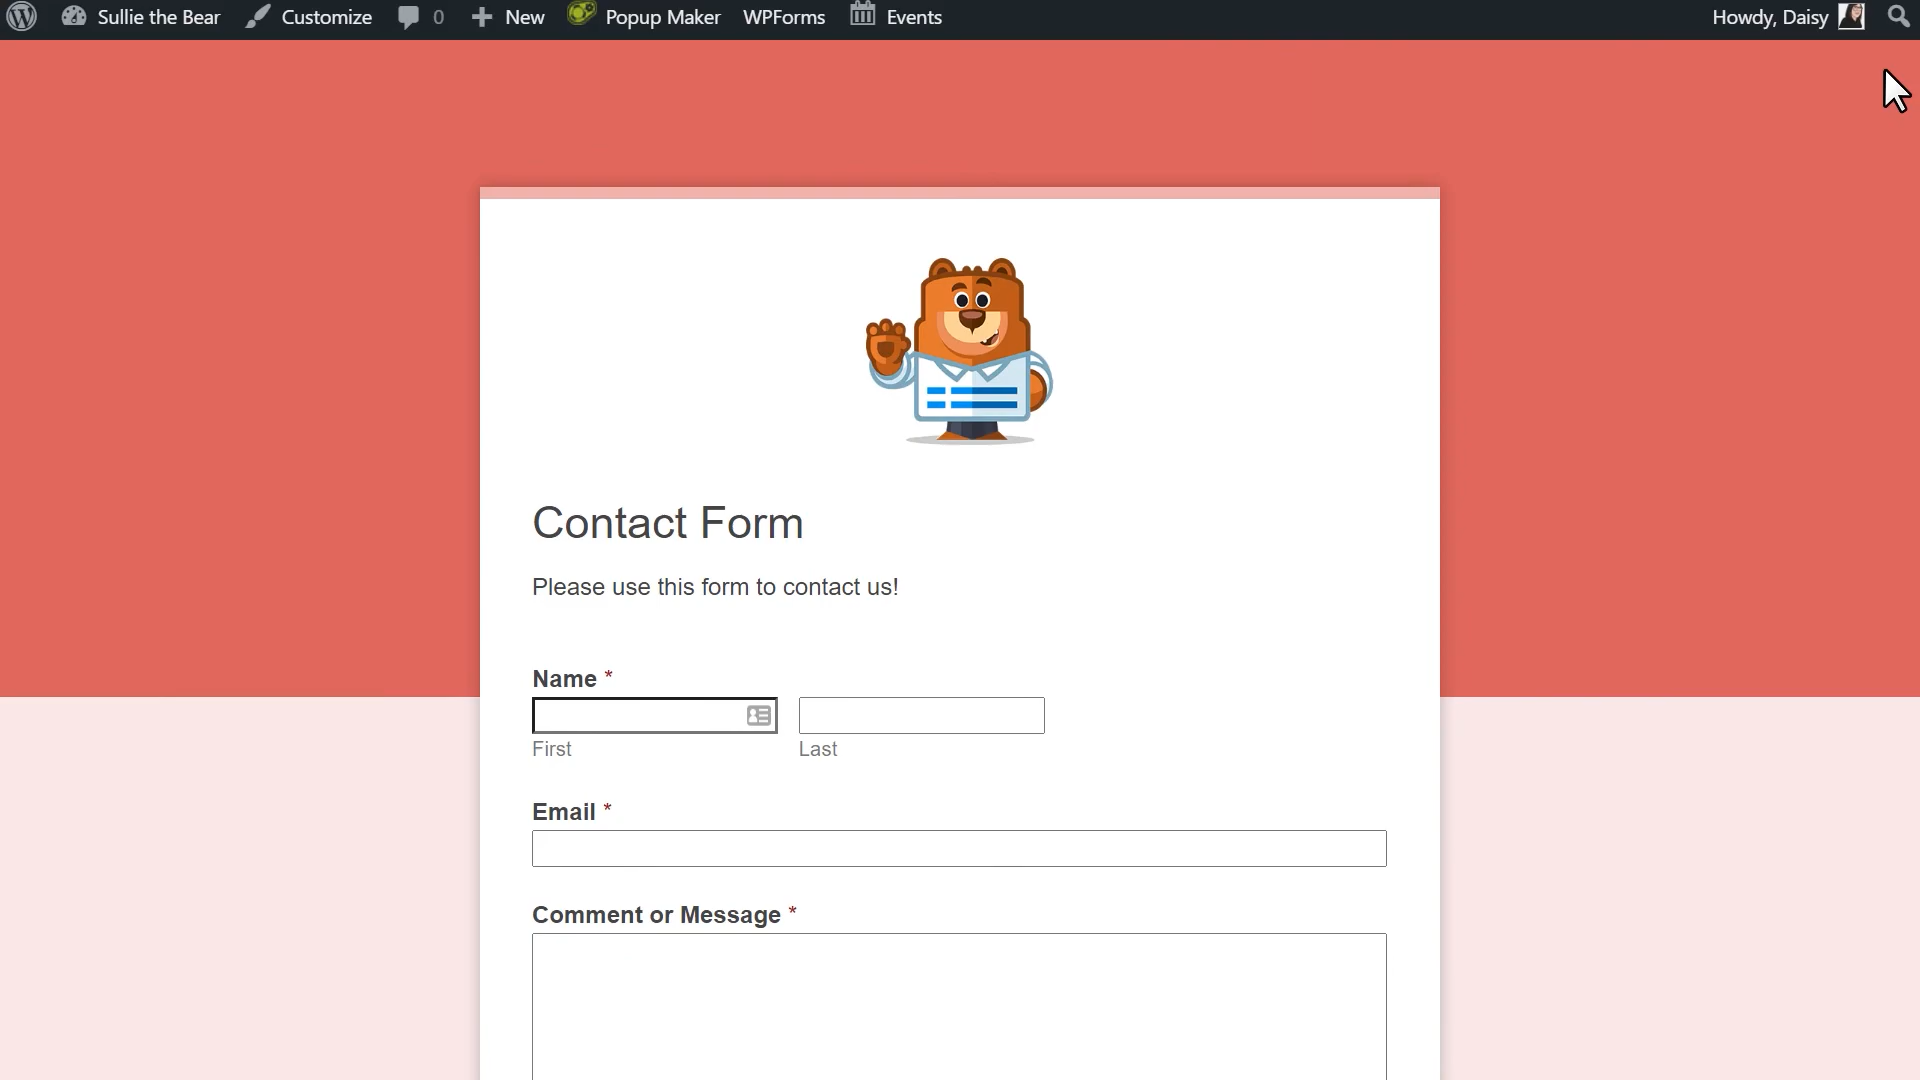 Sullie the Bear Customize 0 New Popup Maker WPForms Events Howdy, Daisy
Contact Form
Please use this form to contact us!
Name *
First Last
Email *
Comment or Message *